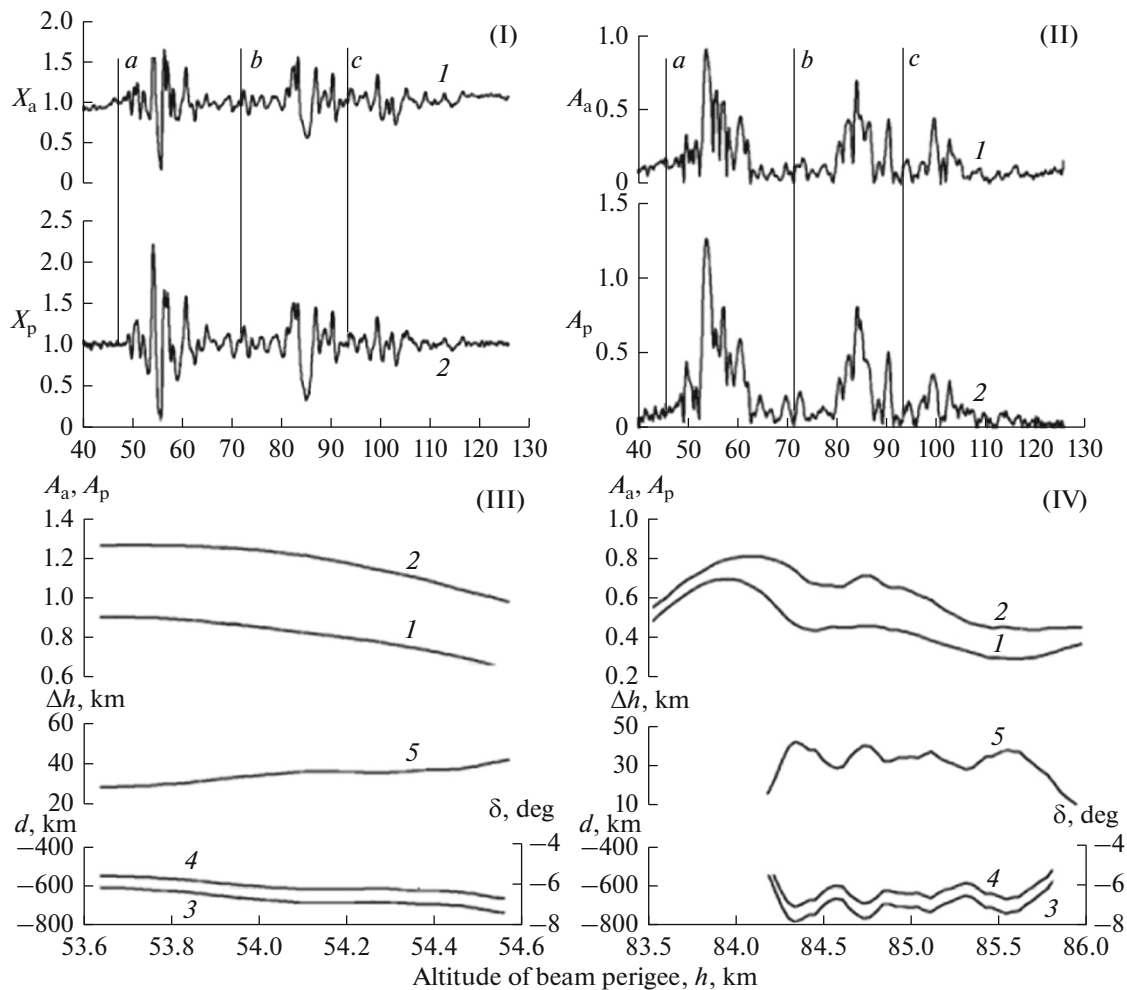 (I)
2.0
1.5
1.0
0.5
0
X_a
a
b
c
1
2.5
2.0
1.5
1.0
0.5
0
X_p
2
40 50 60 70 80 90 100 110 120 130
(II)
1.0
0.5
0
A_a
a
b
c
1
1.5
1.0
0.5
0
A_p
2
40 50 60 70 80 90 100 110 120 130
A_a, A_p
(III)
1.4
1.2
1.0
0.8
0.6
2
1
Δh, km
60
40
20
5
d, km
δ, deg
−400
−600
−800
−4
−6
−8
4
3
53.6 53.8 54.0 54.2 54.4 54.6
A_a, A_p
(IV)
1.0
0.8
0.6
0.4
0.2
2
1
Δh, km
50
30
10
5
d, km
δ, deg
−400
−600
−800
−4
−6
−8
4
3
83.5 84.0 84.5 85.0 85.5 86.0
Altitude of beam perigee, h, km